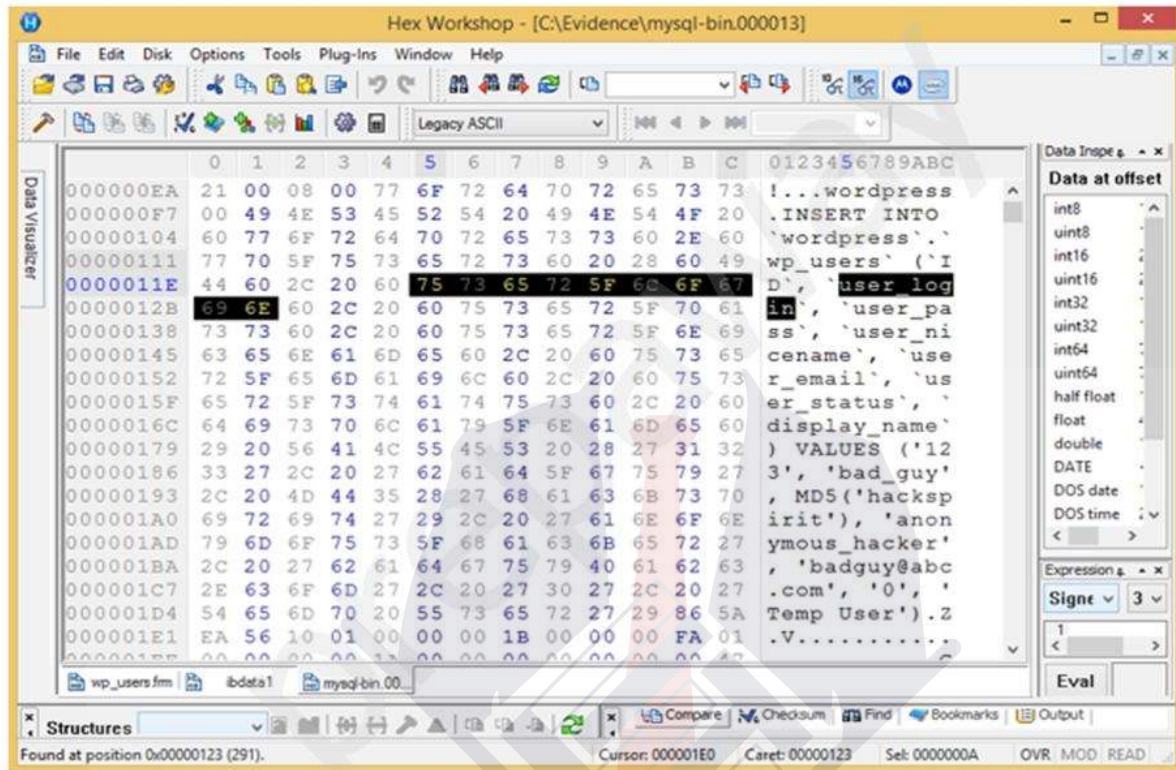 Hex Workshop - [C:\Evidence\mysql-bin.000013]
File Edit Disk Options Tools Plug-Ins Window Help
Legacy ASCII
Data Visualizer
0 1 2 3 4 5 6 7 8 9 A B C 0123456789ABC
000000EA 21 00 08 00 77 6F 72 64 70 72 65 73 73 !...wordpress
000000F7 00 49 4E 53 45 52 54 20 49 4E 54 4F 20 .INSERT INTO
00000104 60 77 6F 72 64 70 72 65 73 73 60 2E 60 `wordpress`.`
00000111 77 70 5F 75 73 65 72 73 60 20 28 60 49 wp_users` (`I
0000011E 44 60 2C 20 60 75 73 65 72 5F 6C 6F 67 D`, `user_log
0000012B 69 6E 60 2C 20 60 75 73 65 72 5F 70 61 in`, `user_pa
00000138 73 73 60 2C 20 60 75 73 65 72 5F 6E 69 ss`, `user_ni
00000145 63 65 6E 61 6D 65 60 2C 20 60 75 73 65 cename`, `use
00000152 72 5F 65 6D 61 69 6C 60 2C 20 60 75 73 r_email`, `us
0000015F 65 72 5F 73 74 61 74 75 73 60 2C 20 60 er_status`, `
0000016C 64 69 73 70 6C 61 79 5F 6E 61 6D 65 60 display_name`
00000179 29 20 56 41 4C 55 45 53 20 28 27 31 32 ) VALUES ('12
00000186 33 27 2C 20 27 62 61 64 5F 67 75 79 27 3', 'bad_guy'
00000193 2C 20 4D 44 35 28 27 68 61 63 6B 73 70 , MD5('hacksp
000001A0 69 72 69 74 27 29 2C 20 27 61 6E 6F 6E irit'), 'anon
000001AD 79 6D 6F 75 73 5F 68 61 63 6B 65 72 27 ymous_hacker'
000001BA 2C 20 27 62 61 64 67 75 79 40 61 62 63 , 'badguy@abc
000001C7 2E 63 6F 6D 27 2C 20 27 30 27 2C 20 27 .com', '0', '
000001D4 54 65 6D 70 20 55 73 65 72 27 29 86 5A Temp User').Z
000001E1 EA 56 10 01 00 00 00 1B 00 00 00 FA 01 .V...........
Data Inspe
Data at offset
int8
uint8
int16
uint16
int32
uint32
int64
uint64
half float
float
double
DATE
DOS date
DOS time
Expression
Signe 3
1
Eval
wp_users.frm ibdata1 mysql-bin.00...
Structures
Compare Checksum Find Bookmarks Output
Found at position 0x00000123 (291). Cursor: 000001E0 Caret: 00000123 Sel: 0000000A OVR MOD READ